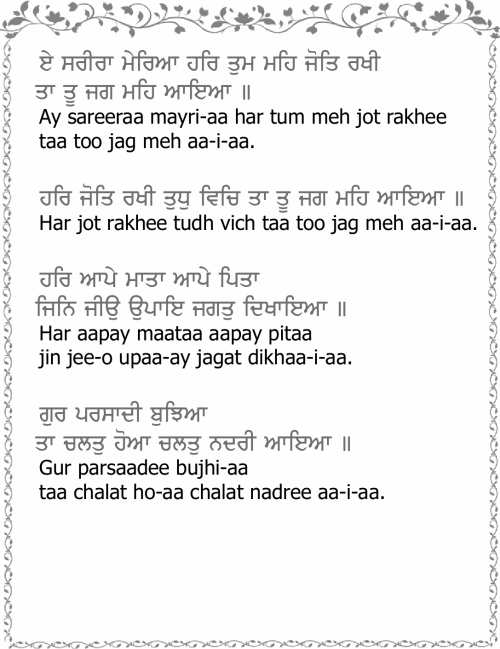 ਏ ਸਰੀਰਾ ਮੇਰਿਆ ਹਰਿ ਤੁਮ ਮਹਿ ਜੋਤਿ ਰਖੀ
ਤਾ ਤੂ ਜਗ ਮਹਿ ਆਇਆ ॥
Ay sareeraa mayri-aa har tum meh jot rakhee
taa too jag meh aa-i-aa.
ਹਰਿ ਜੋਤਿ ਰਖੀ ਤੁਧੁ ਵਿਚਿ ਤਾ ਤੂ ਜਗ ਮਹਿ ਆਇਆ ॥
Har jot rakhee tudh vich taa too jag meh aa-i-aa.
ਹਰਿ ਆਪੇ ਮਾਤਾ ਆਪੇ ਪਿਤਾ
ਜਿਨਿ ਜੀਉ ਉਪਾਇ ਜਗਤੁ ਦਿਖਾਇਆ ॥
Har aapay maataa aapay pitaa
jin jee-o upaa-ay jagat dikhaa-i-aa.
ਗੁਰ ਪਰਸਾਦੀ ਬੁਝਿਆ
ਤਾ ਚਲਤੁ ਹੋਆ ਚਲਤੁ ਨਦਰੀ ਆਇਆ ॥
Gur parsaadee bujhi-aa
taa chalat ho-aa chalat nadree aa-i-aa.